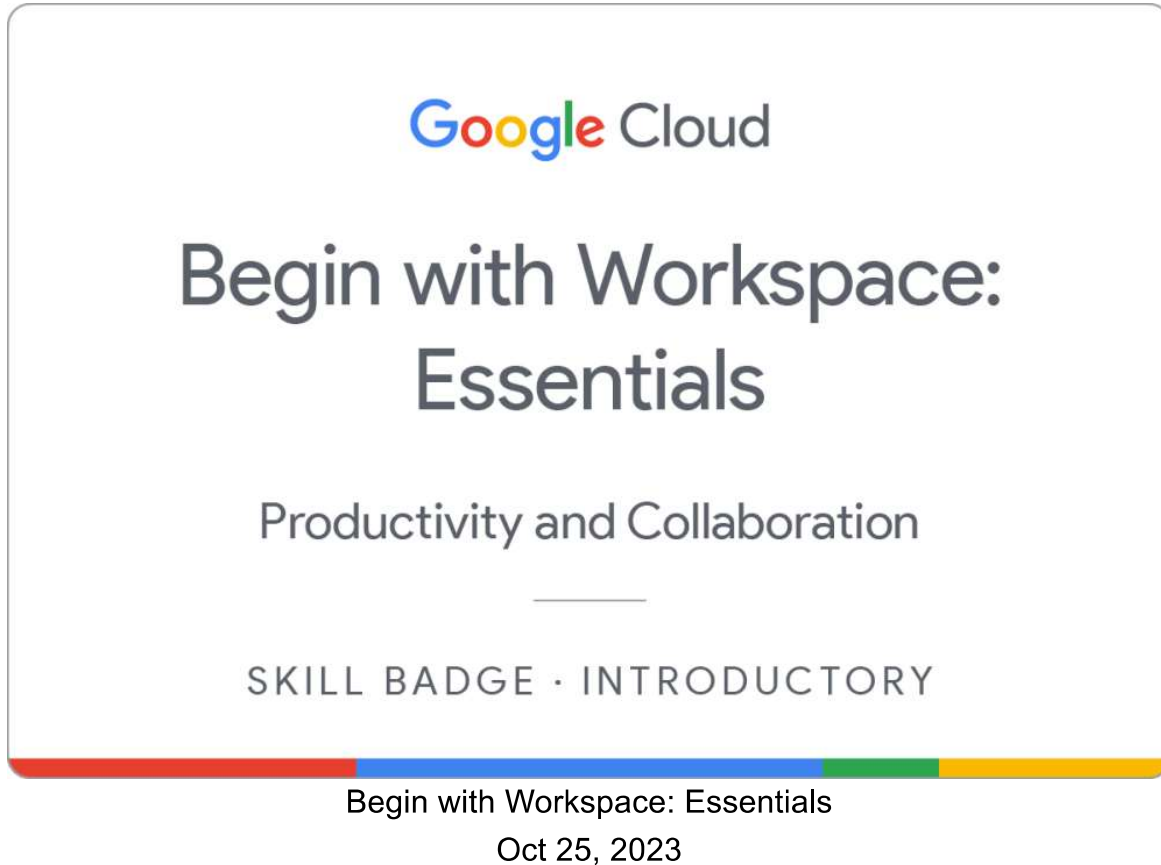 Google Cloud
Begin with Workspace:
Essentials
Productivity and Collaboration
SKILL BADGE · INTRODUCTORY
Begin with Workspace: Essentials
Oct 25, 2023